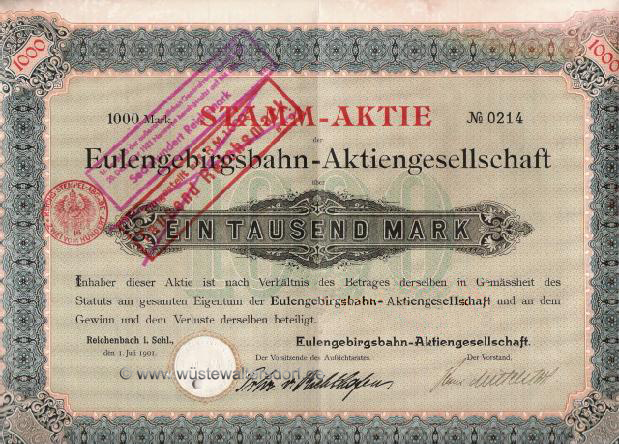 1000
1000
1000 Mark.
STAMM-AKTIE
№ 0214
der
Eulengebirgsbahn-Aktiengesellschaft
über
1000
EIN TAUSEND MARK
Inhaber dieser Aktie ist nach Verhältnis des Betrages derselben in Gemässheit des
Statuts am gesamten Eigentum der Eulengebirgsbahn-Aktiengesellschaft und an dem
Gewinn und dem Verluste derselben beteiligt.
Reichenbach i. Schl.,
den 1. Juli 1901.
Eulengebirgsbahn-Aktiengesellschaft.
Der Vorsitzende des Aufsichtsrates.
Der Vorstand.
© www.wüstewaltersdorf.de
Reichsmark